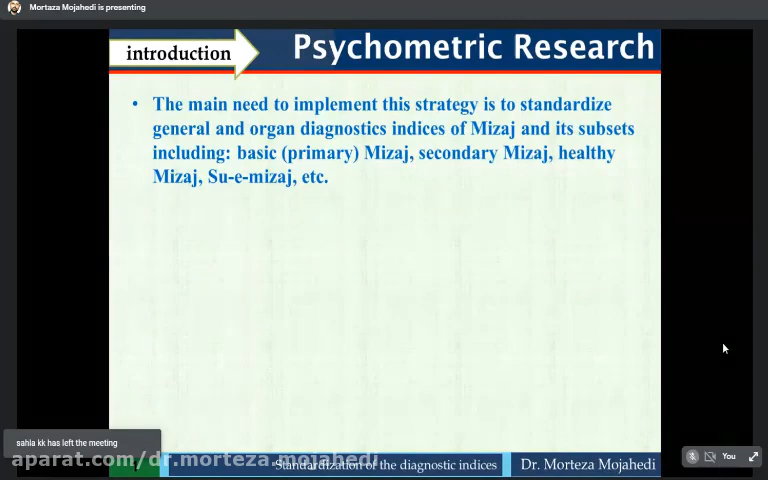 Mortaza Mojahedi is presenting
introduction
Psychometric Research
• The main need to implement this strategy is to standardize
general and organ diagnostics indices of Mizaj and its subsets
including: basic (primary) Mizaj, secondary Mizaj, healthy
Mizaj, Su-e-mizaj, etc.
sahla kk has left the meeting
aparat.com/dr.morteza.mojahedi
Standardization of the diagnostic indices
Dr. Morteza Mojahedi
You